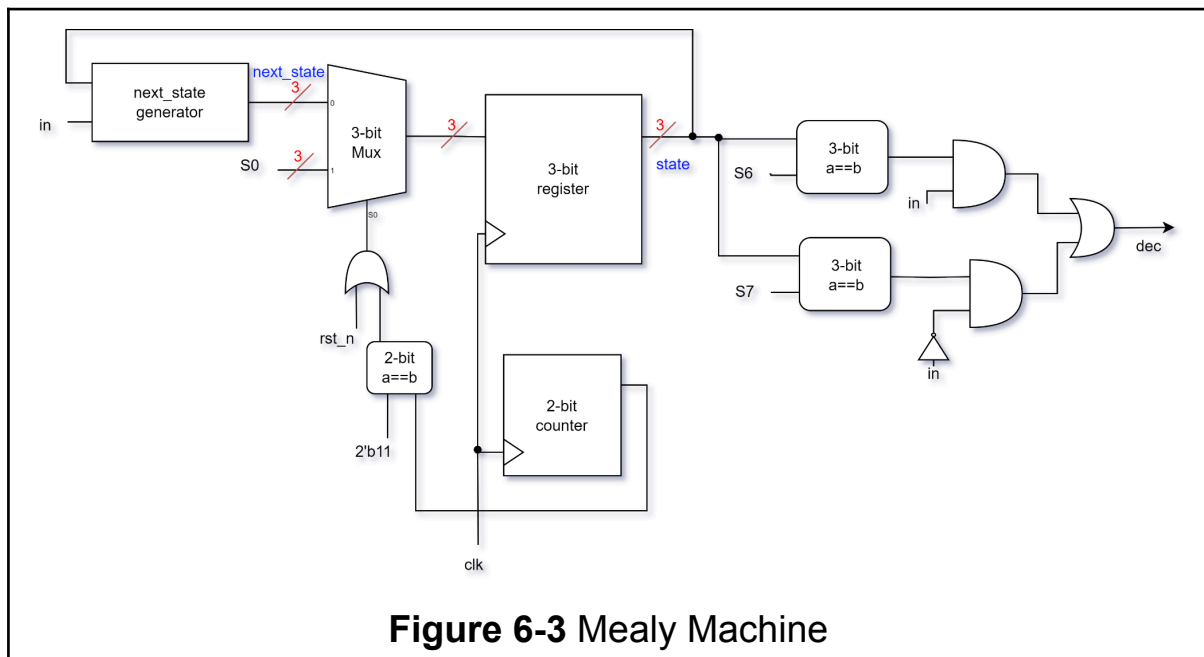 next_state
3
next_state
generator
in
S0
3
0
1
3-bit
Mux
S0
3
3-bit
register
3
state
S6
3-bit
a==b
in
S7
3-bit
a==b
in
dec
rst_n
2-bit
a==b
2'b11
2-bit
counter
clk
Figure 6-3 Mealy Machine